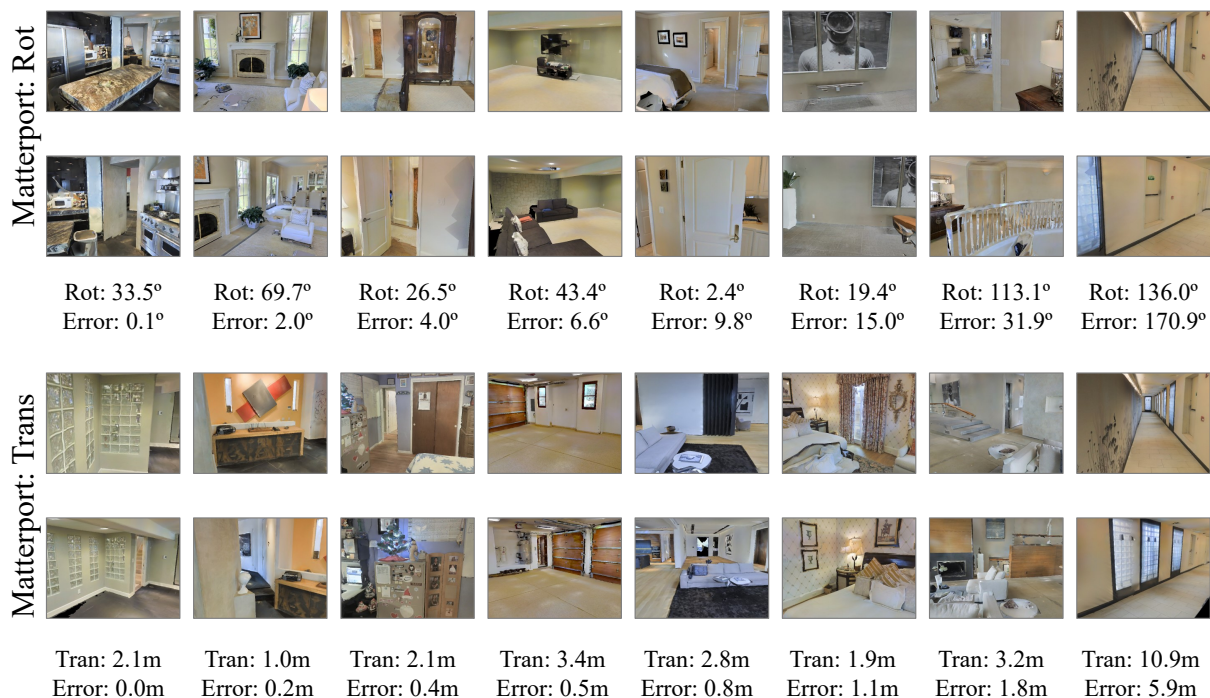 Matterport: Rot
Rot: 33.5º Rot: 69.7º Rot: 26.5º Rot: 43.4º Rot: 2.4º Rot: 19.4º Rot: 113.1º Rot: 136.0º
Error: 0.1º Error: 2.0º Error: 4.0º Error: 6.6º Error: 9.8º Error: 15.0º Error: 31.9º Error: 170.9º
Matterport: Trans
Tran: 2.1m Tran: 1.0m Tran: 2.1m Tran: 3.4m Tran: 2.8m Tran: 1.9m Tran: 3.2m Tran: 10.9m
Error: 0.0m Error: 0.2m Error: 0.4m Error: 0.5m Error: 0.8m Error: 1.1m Error: 1.8m Error: 5.9m